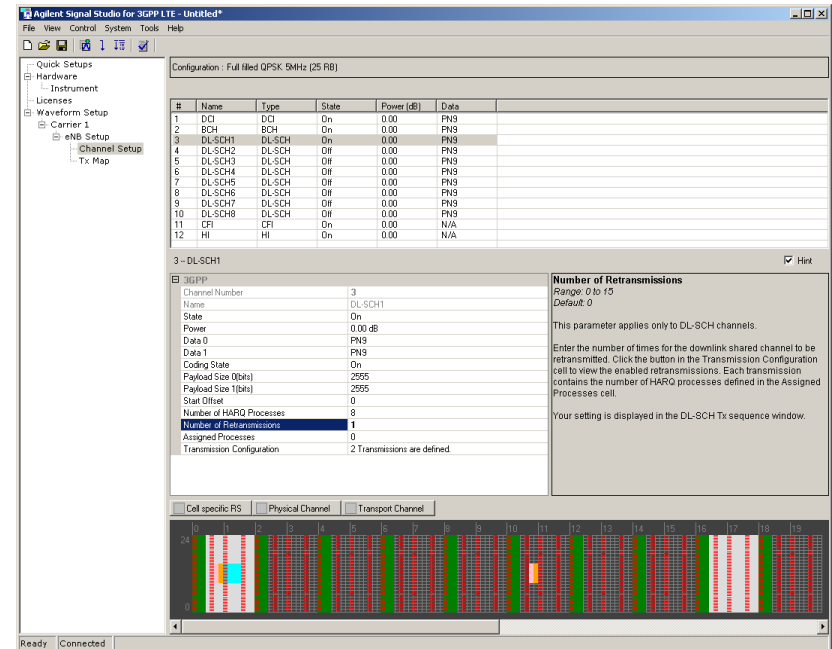 Agilent Signal Studio for 3GPP LTE - Untitled*
File View Control System Tools Help
Quick Setups
Hardware
Instrument
Licenses
Waveform Setup
Carrier 1
eNB Setup
Channel Setup
Tx Map
Configuration : Full filled QPSK 5MHz (25 RB)
# Name Type State Power (dB) Data
1 DCI DCI On 0.00 PN9
2 BCH BCH On 0.00 PN9
3 DL-SCH1 DL-SCH On 0.00 PN9
4 DL-SCH2 DL-SCH Off 0.00 PN9
5 DL-SCH3 DL-SCH Off 0.00 PN9
6 DL-SCH4 DL-SCH Off 0.00 PN9
7 DL-SCH5 DL-SCH Off 0.00 PN9
8 DL-SCH6 DL-SCH Off 0.00 PN9
9 DL-SCH7 DL-SCH Off 0.00 PN9
10 DL-SCH8 DL-SCH Off 0.00 PN9
11 CFI CFI On 0.00 N/A
12 HI HI On 0.00 N/A
3 -- DL-SCH1
Hint
3GPP
Channel Number 3
Name DL-SCH1
State On
Power 0.00 dB
Data 0 PN9
Data 1 PN9
Coding State On
Payload Size 0(bits) 2555
Payload Size 1(bits) 2555
Start Offset 0
Number of HARQ Processes 8
Number of Retransmissions 1
Assigned Processes 0
Transmission Configuration 2 Transmissions are defined.
Number of Retransmissions
Range: 0 to 15
Default: 0
This parameter applies only to DL-SCH channels.
Enter the number of times for the downlink shared channel to be
retransmitted. Click the button in the Transmission Configuration
cell to view the enabled retransmissions. Each transmission
contains the number of HARQ processes defined in the Assigned
Processes cell.
Your setting is displayed in the DL-SCH Tx sequence window.
Cell specific RS Physical Channel Transport Channel
0 1 2 3 4 5 6 7 8 9 10 11 12 13 14 15 16 17 18 19
24
0
Ready Connected